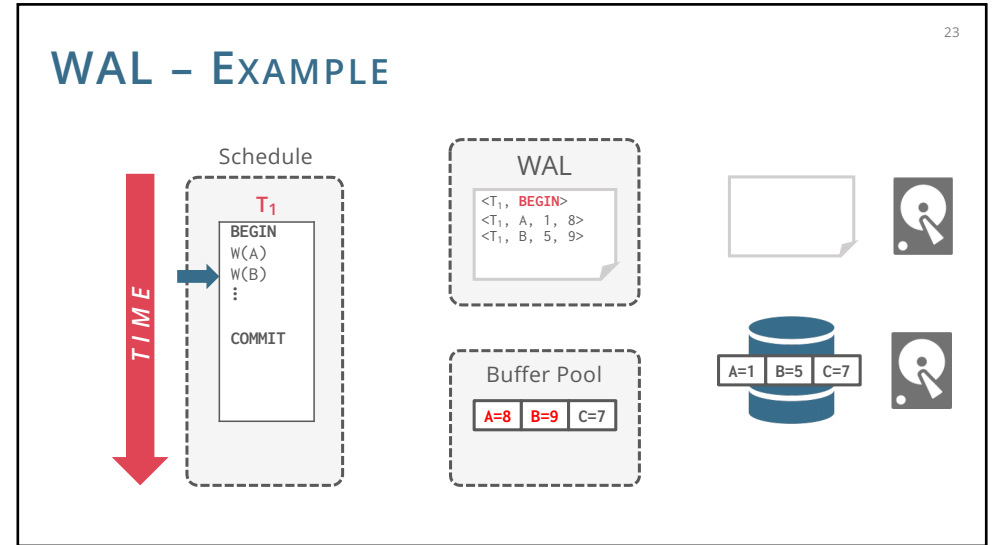 23
WAL – EXAMPLE
TIME
Schedule
T₁
BEGIN
W(A)
W(B)
⋮
COMMIT
WAL
<T₁, BEGIN>
<T₁, A, 1, 8>
<T₁, B, 5, 9>
Buffer Pool
A=8 B=9 C=7
A=1 B=5 C=7